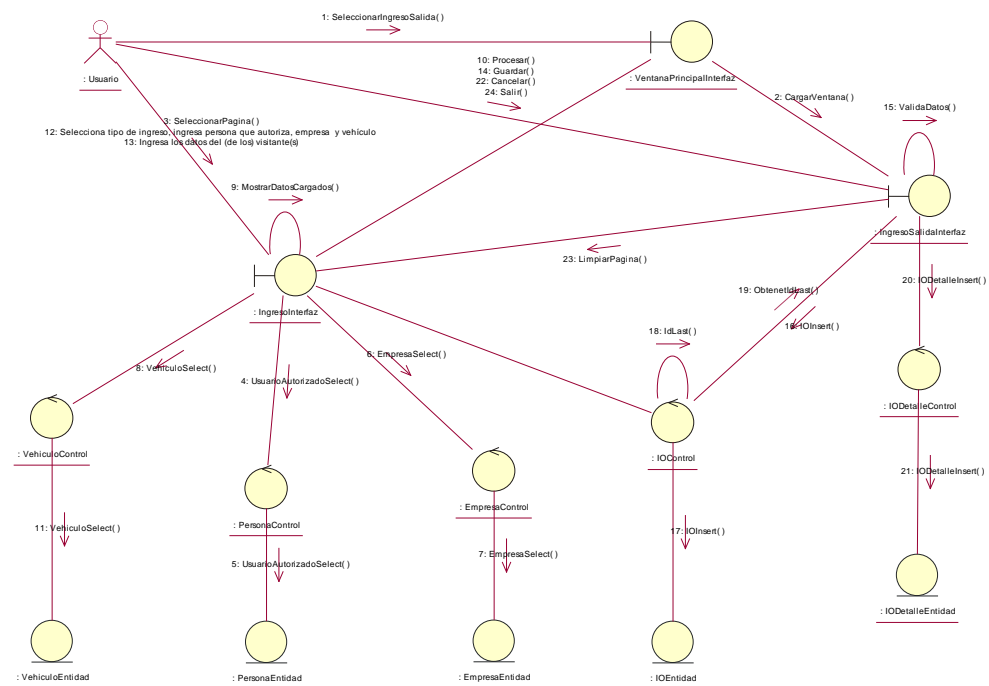 1: SeleccionarIngresoSalida( )
: Usuario
10: Procesar( )
14: Guardar( )
22: Cancelar( )
24: Salir( )
: VentanaPrincipalInterfaz
2: CargarVentana( )
15: ValidaDatos( )
3: SeleccionarPagina( )
12: Selecciona tipo de ingreso, ingresa persona que autoriza, empresa y vehículo
13: Ingresa los datos del (de los) visitante(s)
9: MostrarDatosCargados( )
: IngresoSalidaInterfaz
23: LimpiarPagina( )
20: IODetalleInsert( )
19: ObtenetIdlast( )
: IngresoInterfaz
16: IOInsert( )
18: IdLast( )
6: EmpresaSelect( )
8: VehiculoSelect( )
4: UsuarioAutorizadoSelect( )
: IODetalleControl
: VehiculoControl
: IOControl
21: IODetalleInsert( )
: EmpresaControl
: PersonaControl
11: VehiculoSelect( )
17: IOInsert( )
7: EmpresaSelect( )
5: UsuarioAutorizadoSelect( )
: IODetalleEntidad
: VehiculoEntidad
: PersonaEntidad
: EmpresaEntidad
: IOEntidad